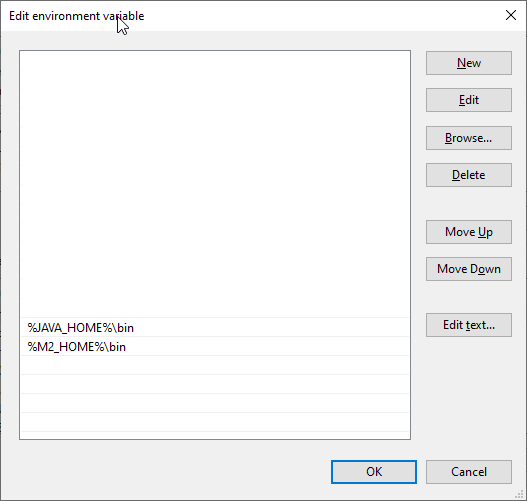 Edit environment variable
New
Edit
Browse...
Delete
Move Up
Move Down
%JAVA_HOME%\bin
Edit text...
%M2_HOME%\bin
OK
Cancel